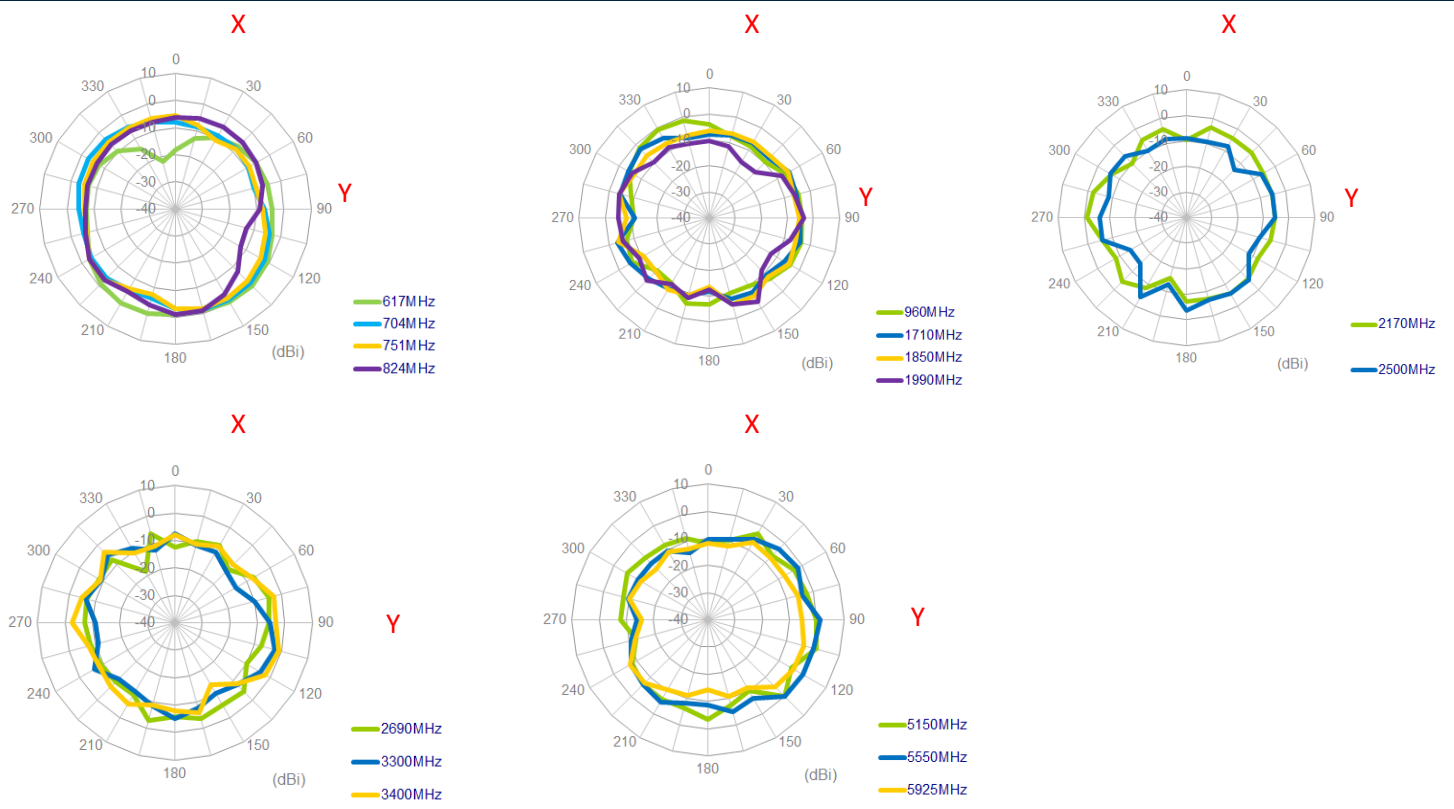 X
0
330
10
30
300
0
60
-10
-20
-30
270
-40
90
Y
240
120
210
150
180
(dBi)
617MHz
704MHz
751MHz
824MHz
X
0
330
10
30
300
0
60
-10
-20
-30
270
-40
90
Y
240
120
210
150
180
(dBi)
960MHz
1710MHz
1850MHz
1990MHz
X
0
330
10
30
300
0
60
-10
-20
-30
270
-40
90
Y
240
120
210
150
180
(dBi)
2170MHz
2500MHz
X
0
330
10
30
300
0
60
-10
-20
-30
270
-40
90
Y
240
120
210
150
180
(dBi)
2690MHz
3300MHz
3400MHz
X
0
330
10
30
300
0
60
-10
-20
-30
270
-40
90
Y
240
120
210
150
180
(dBi)
5150MHz
5550MHz
5925MHz